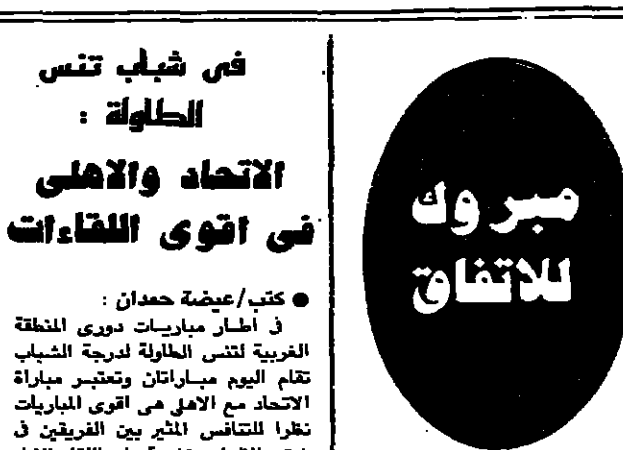 مبروك
للاتفاق
فى شباب تنس
الطاولة :
الاتحاد والاهلى
فى اقوى اللقاءات
● كتب/عيضة حمدان :
فى اطار مباريات دورى المنطقة
الغربية لتنس الطاولة لدرجة الشباب
تقام اليوم مباراتان وتعتبر مباراة
الاتحاد مع الاهلى هى اقوى المباريات
نظرا للتنافس المثير بين الفريقين فى